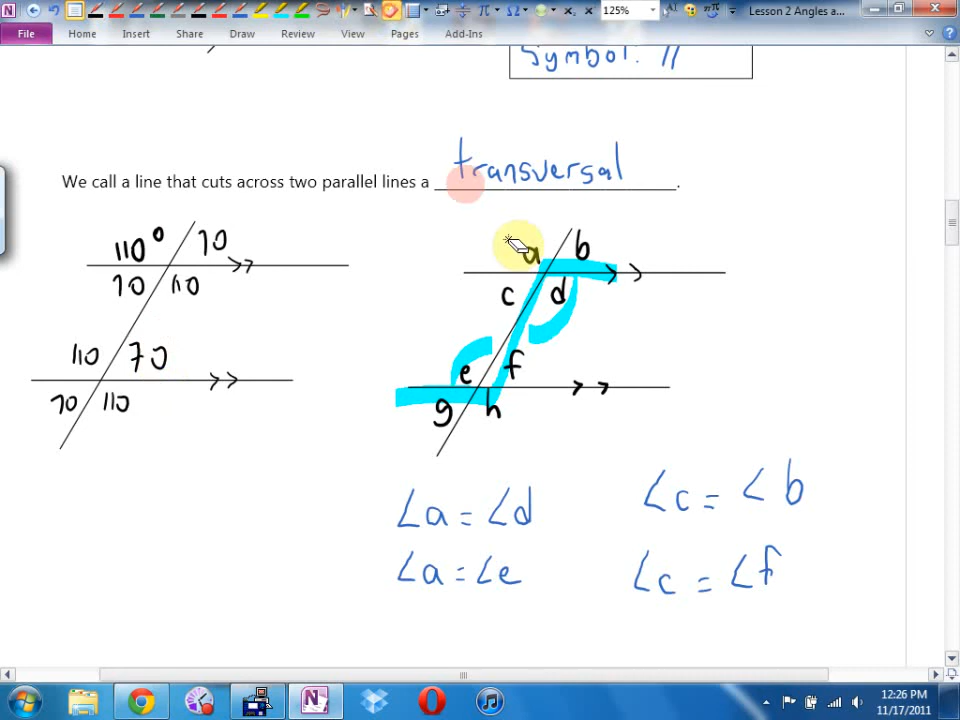 125%
Lesson 2 Angles a...
File Home Insert Share Draw Review View Pages Add-Ins
Symbol: //
We call a line that cuts across two parallel lines a transversal.
110° 70
70 110
110 70
70 110
a b
c d
e f
g h
∠a = ∠d
∠c = ∠b
∠a = ∠e
∠c = ∠f
12:26 PM
11/17/2011